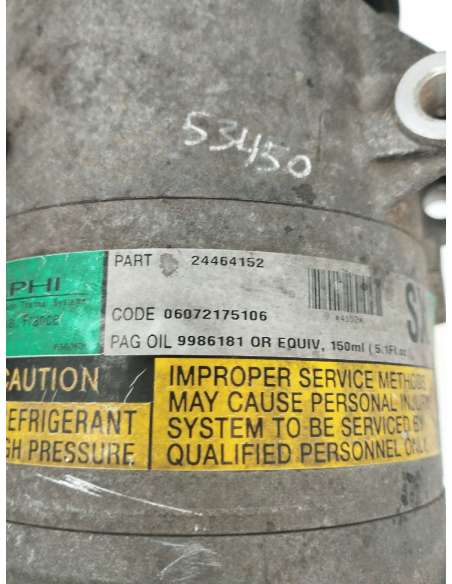 53450
PHI
PART 24464152
France
CODE 06072175106
PAG OIL 9986181 OR EQUIV, 150ml (5.1Fl.oz
CAUTION
EFRIGERANT
GH PRESSURE
IMPROPER SERVICE METHODS
MAY CAUSE PERSONAL INJURY
SYSTEM TO BE SERVICED BY
QUALIFIED PERSONNEL ONLY